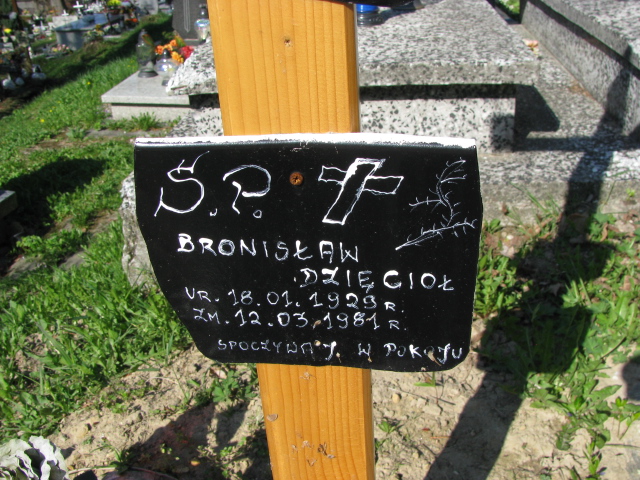 Ś.P.
BRONISŁAW
DZIĘCIOŁ
UR. 18.01.1929 R.
ZM. 12.03.1981 R.
SPOCZYWAJ W POKOJU